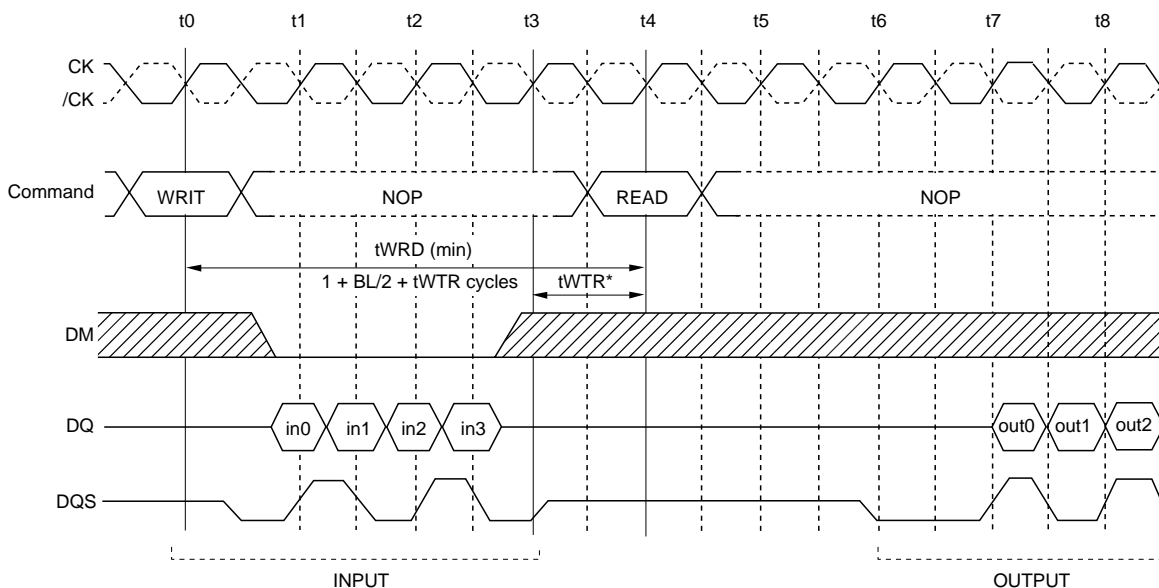 t0 t1 t2 t3 t4 t5 t6 t7 t8
CK
/CK
Command WRIT NOP READ NOP
tWRD (min)
1 + BL/2 + tWTR cycles tWTR*
DM
DQ in0 in1 in2 in3 out0 out1 out2
DQS
INPUT OUTPUT